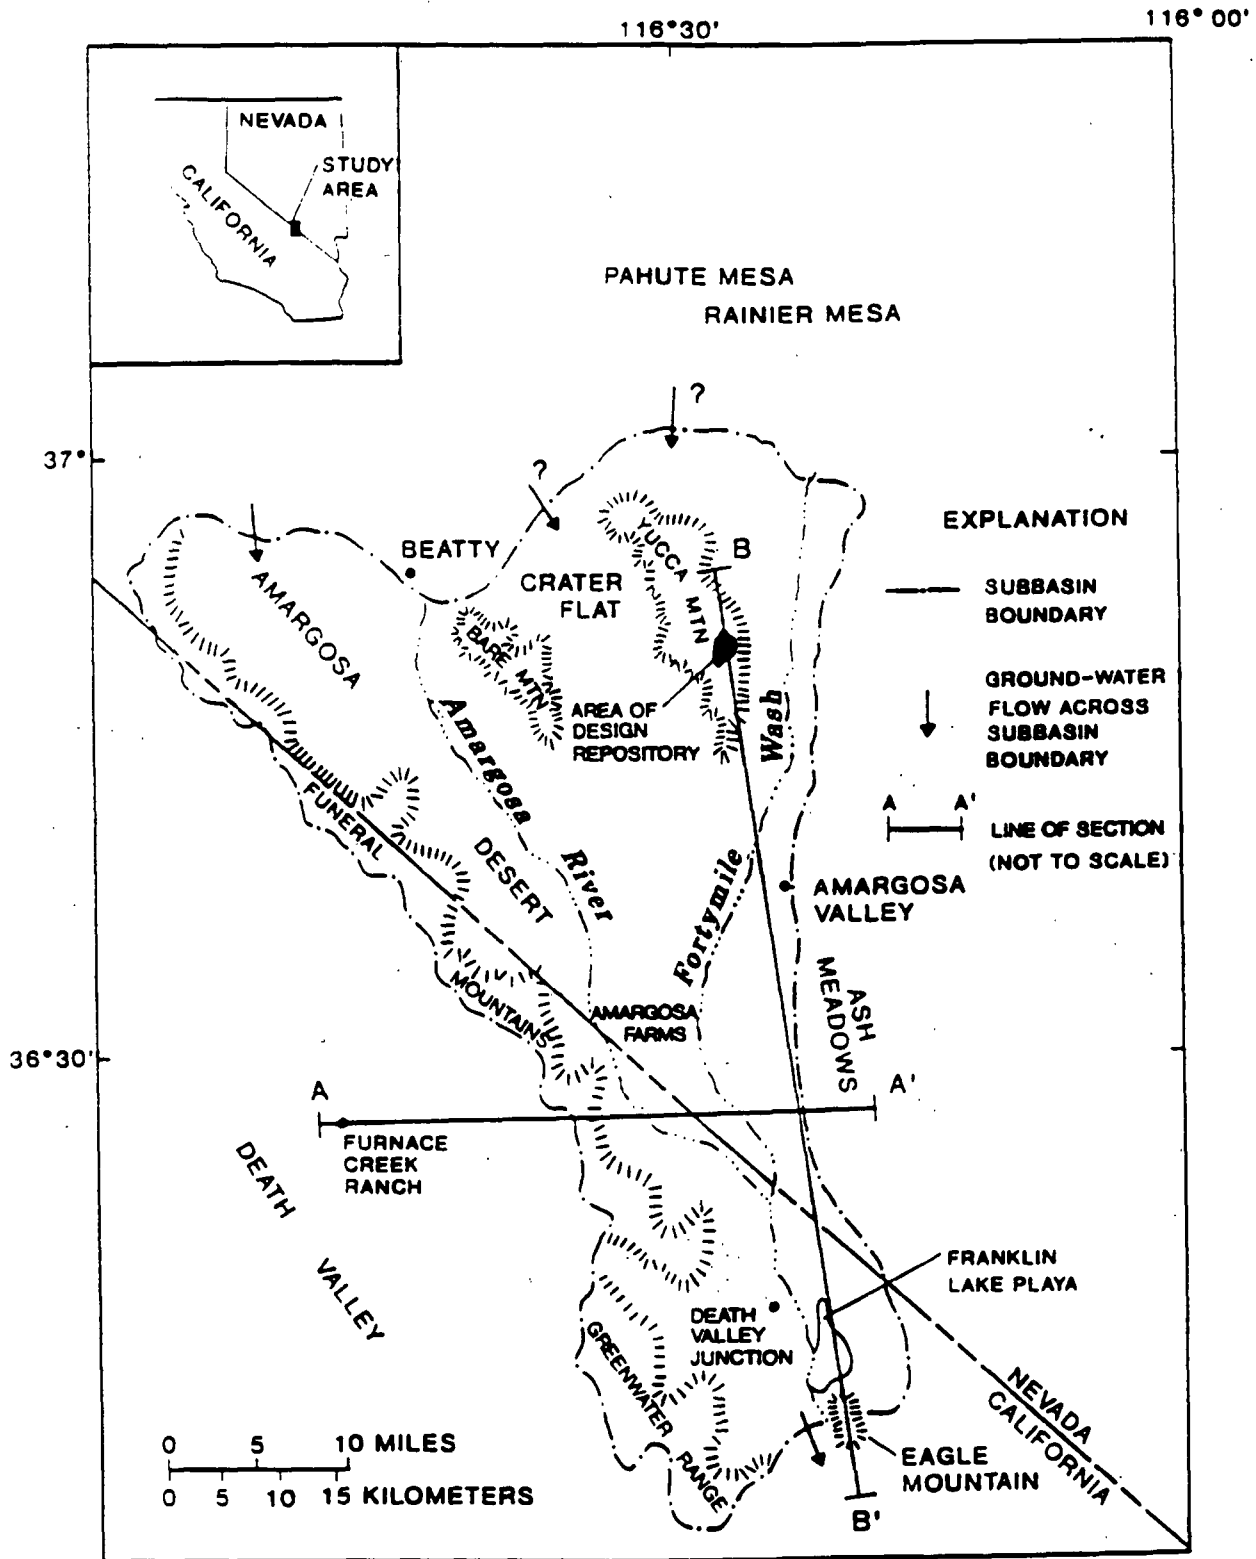 116°30'
116°00'
NEVADA
STUDY
AREA
CALIFORNIA
PAHUTE MESA
RAINIER MESA
?
37°
?
EXPLANATION
YUCCA
MTN
B
BEATTY
CRATER
FLAT
AMARGOSA
SUBBASIN
BOUNDARY
BARE MTN
GROUND-WATER
FLOW ACROSS
SUBBASIN
BOUNDARY
AREA OF
DESIGN
REPOSITORY
Wash
Amargosa
River
A A'
LINE OF SECTION
(NOT TO SCALE)
FUNERAL
DESERT
Fortymile
AMARGOSA
VALLEY
MOUNTAINS
AMARGOSA
FARMS
ASH
MEADOWS
36°30'
A
A'
FURNACE
CREEK
RANCH
DEATH
VALLEY
FRANKLIN
LAKE PLAYA
DEATH
VALLEY
JUNCTION
GREENWATER
RANGE
NEVADA
CALIFORNIA
0 5 10 MILES
0 5 10 15 KILOMETERS
EAGLE
MOUNTAIN
B'